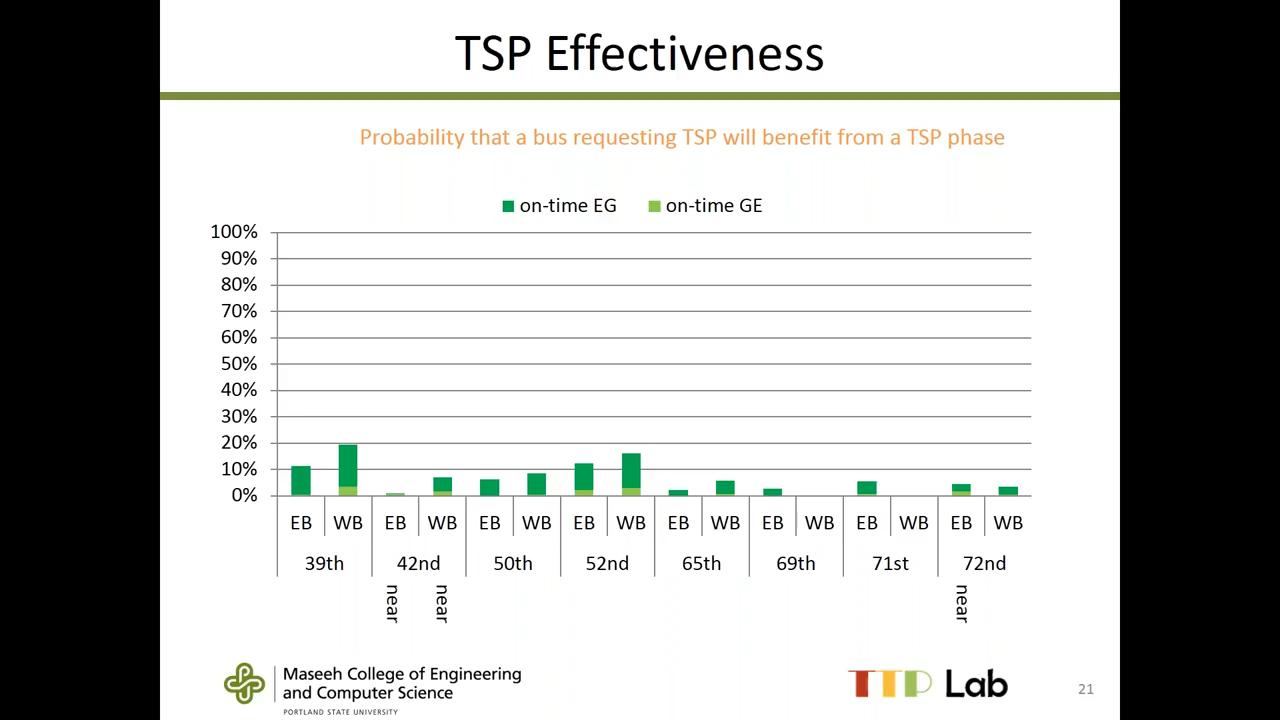 TSP Effectiveness
Probability that a bus requesting TSP will benefit from a TSP phase
on-time EG on-time GE
100%
90%
80%
70%
60%
50%
40%
30%
20%
10%
0%
EB WB EB WB EB WB EB WB EB WB EB WB EB WB EB WB
39th 42nd 50th 52nd 65th 69th 71st 72nd
near near near
Maseeh College of Engineering
and Computer Science
PORTLAND STATE UNIVERSITY
TTP Lab
21